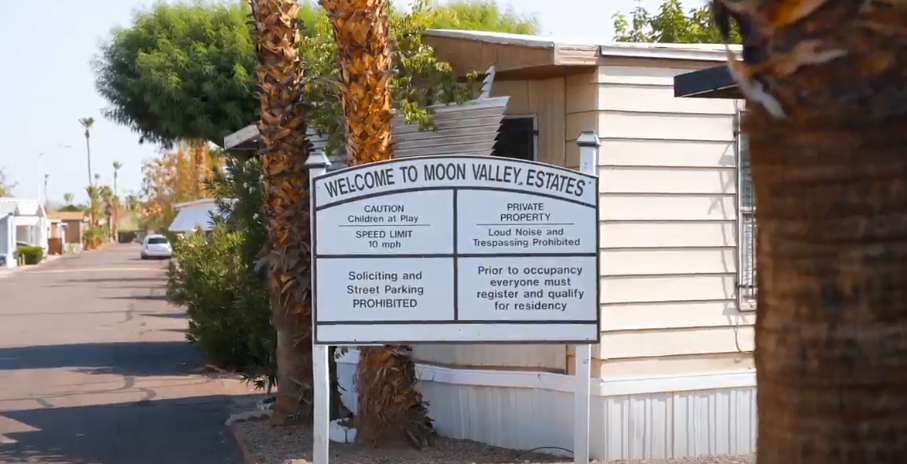 WELCOME TO MOON VALLEY ESTATES
CAUTION
Children at Play
SPEED LIMIT
10 mph
PRIVATE
PROPERTY
Loud Noise and
Trespassing Prohibited
Soliciting and
Street Parking
PROHIBITED
Prior to occupancy
everyone must
register and qualify
for residency